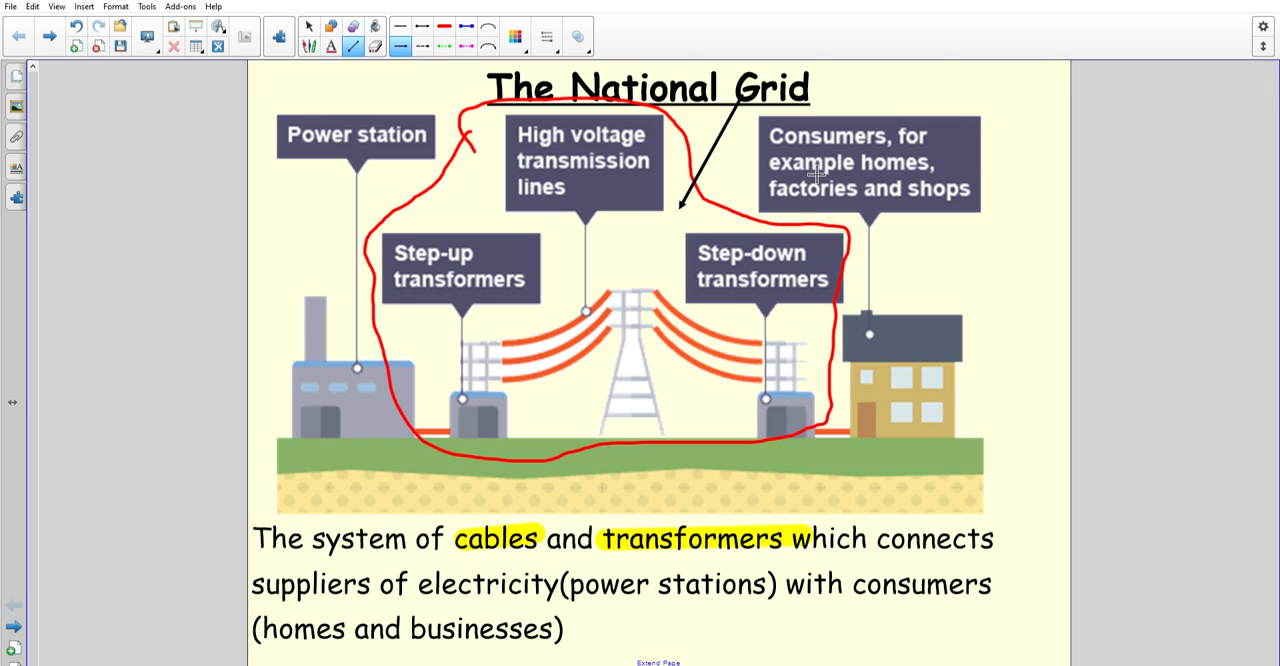 File Edit View Insert Format Tools Add-ons Help
The National Grid
Power station
High voltage
transmission
lines
Consumers, for
example homes,
factories and shops
Step-up
transformers
Step-down
transformers
The system of cables and transformers which connects
suppliers of electricity(power stations) with consumers
(homes and businesses)
Extend Page